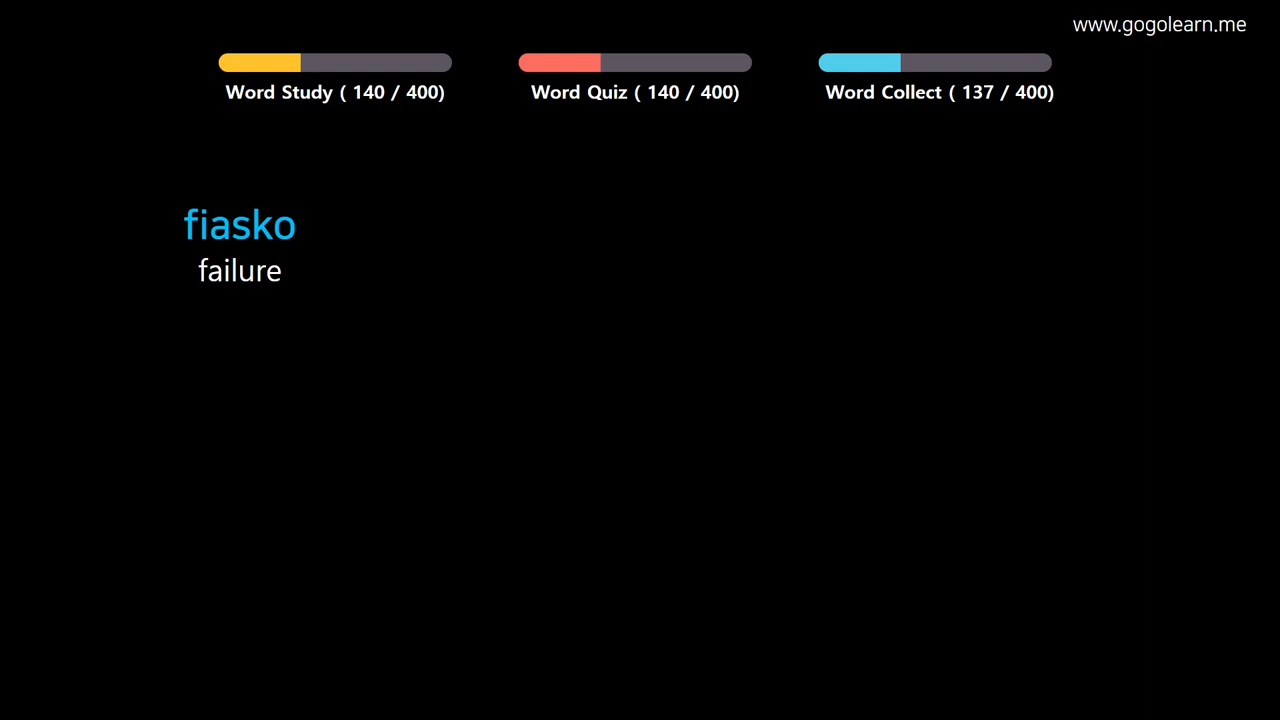 www.gogolearn.me
Word Study ( 140 / 400)
Word Quiz ( 140 / 400)
Word Collect ( 137 / 400)
fiasko
failure